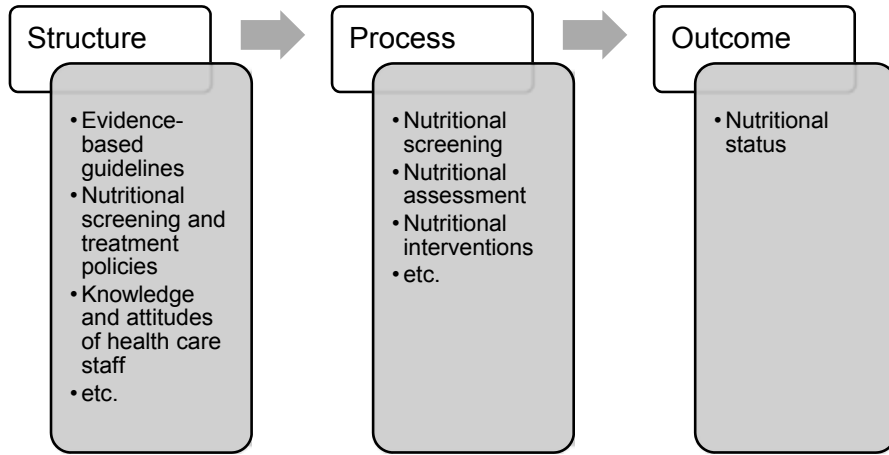 Structure
• Evidence-
based
guidelines
• Nutritional
screening and
treatment
policies
• Knowledge
and attitudes
of health care
staff
• etc.
Process
• Nutritional
screening
• Nutritional
assessment
• Nutritional
interventions
• etc.
Outcome
• Nutritional
status